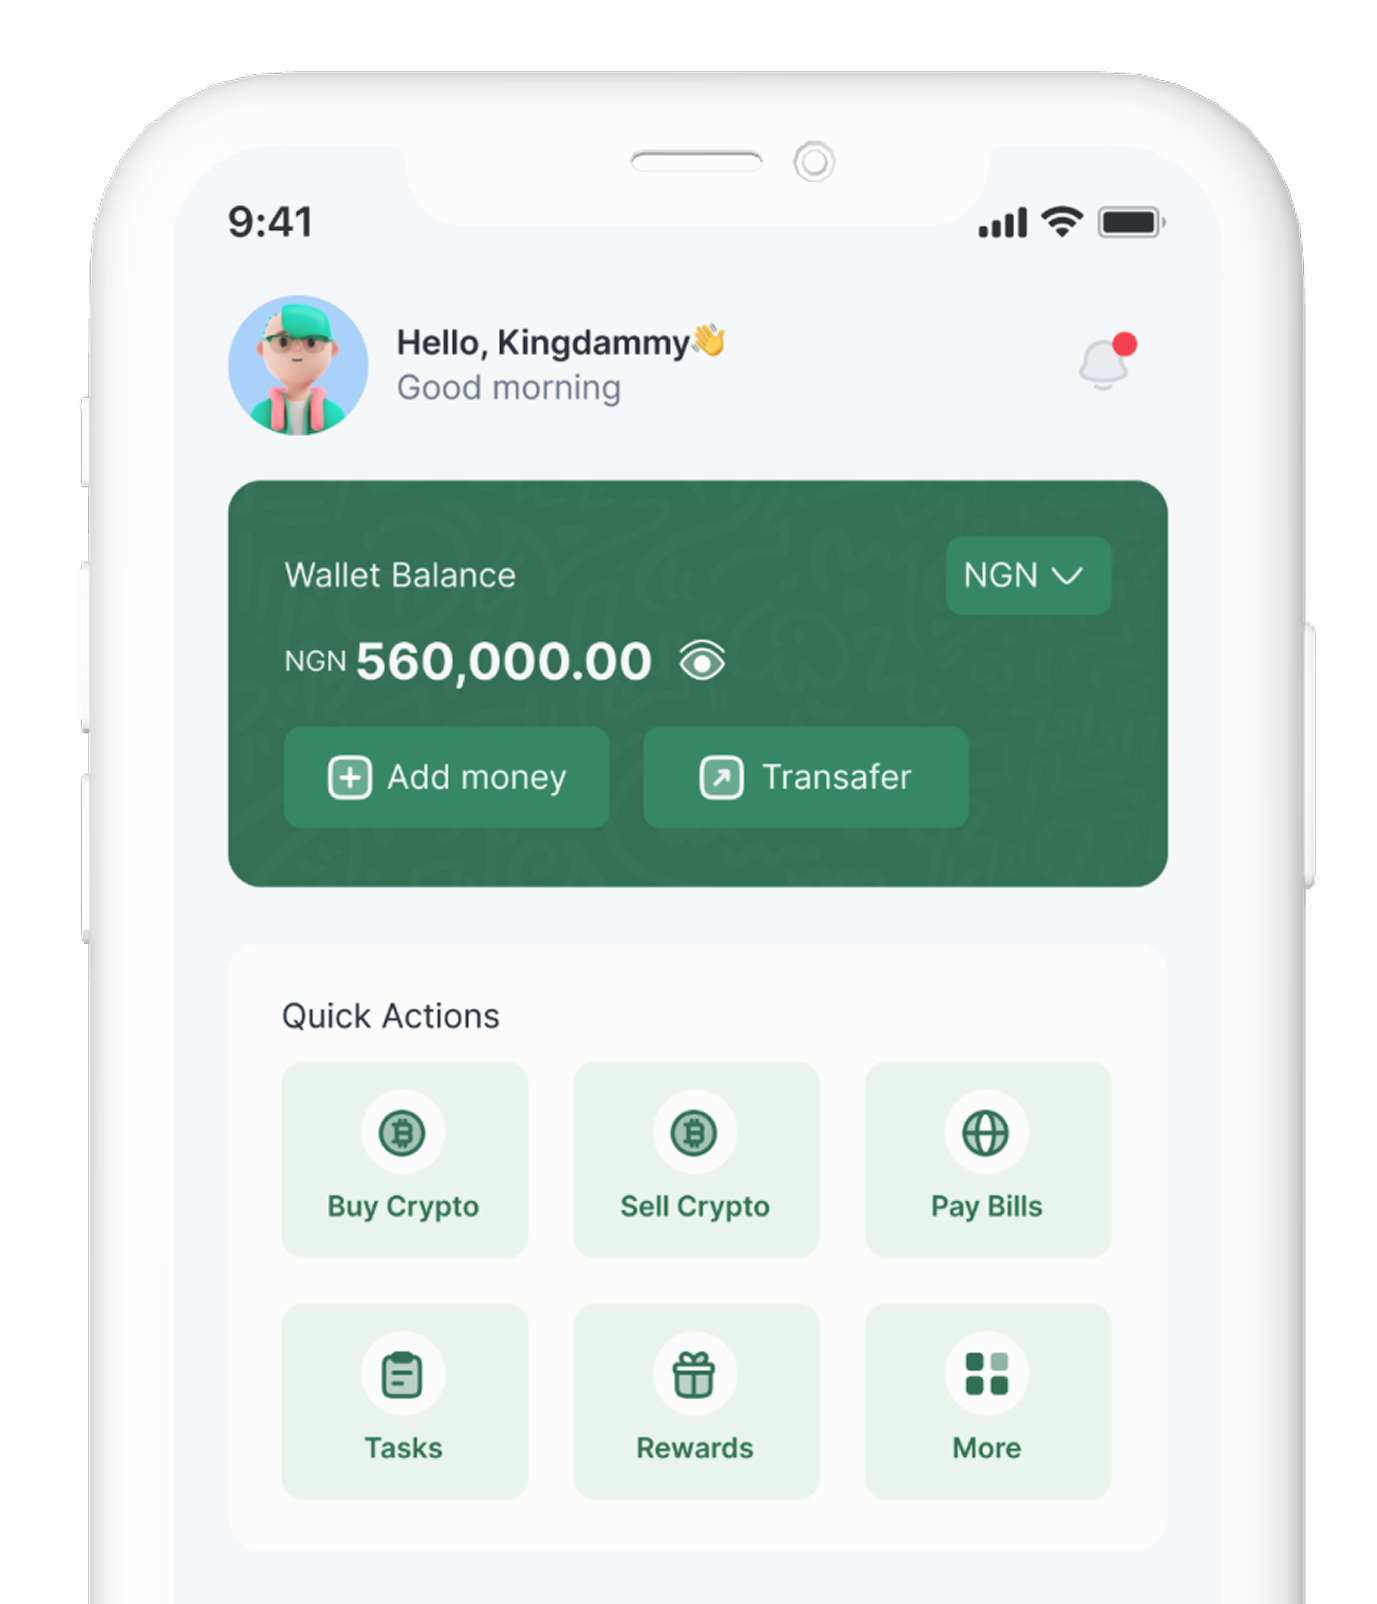 9:41
Hello, Kingdammy👋
Good morning
Wallet Balance
NGN
NGN 560,000.00
Add money
Transafer
Quick Actions
Buy Crypto
Sell Crypto
Pay Bills
Tasks
Rewards
More